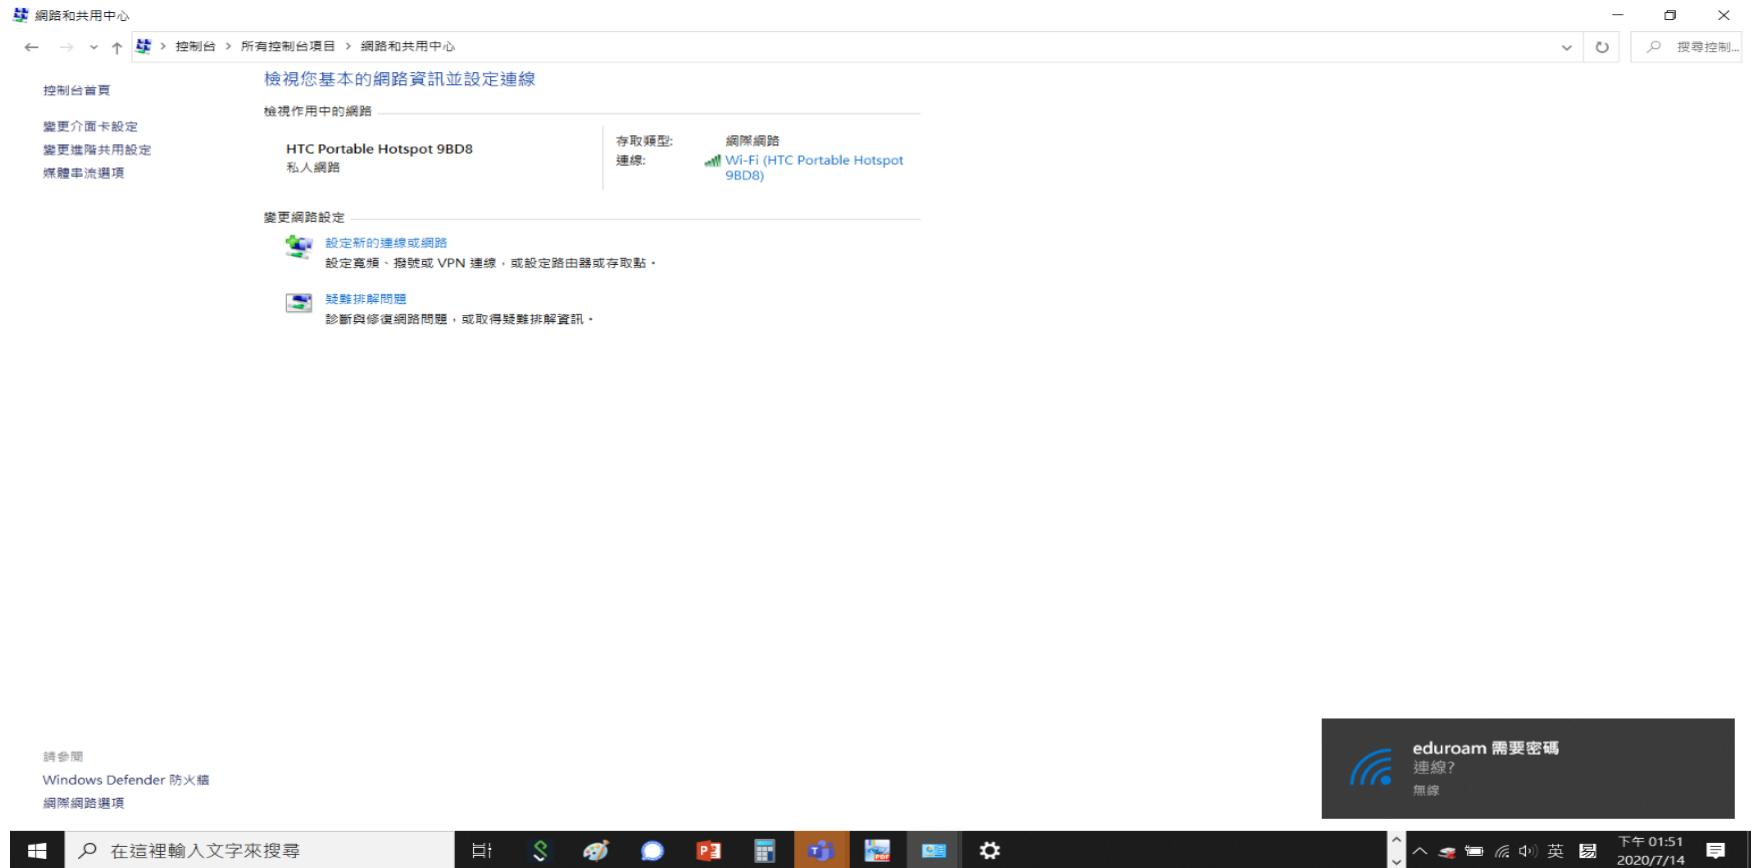 網路和共用中心
控制台 > 所有控制台項目 > 網路和共用中心
搜尋控制...
控制台首頁
變更介面卡設定
變更進階共用設定
媒體串流選項
檢視您基本的網路資訊並設定連線
檢視作用中的網路
HTC Portable Hotspot 9BD8
私人網路
存取類型:
網際網路
連線:
Wi-Fi (HTC Portable Hotspot
9BD8)
變更網路設定
設定新的連線或網路
設定寬頻、撥號或 VPN 連線，或設定路由器或存取點。
疑難排解問題
診斷與修復網路問題，或取得疑難排解資訊。
請參閱
Windows Defender 防火牆
網際網路選項
eduroam 需要密碼
連線?
無線
在這裡輸入文字來搜尋
英
易
下午 01:51
2020/7/14